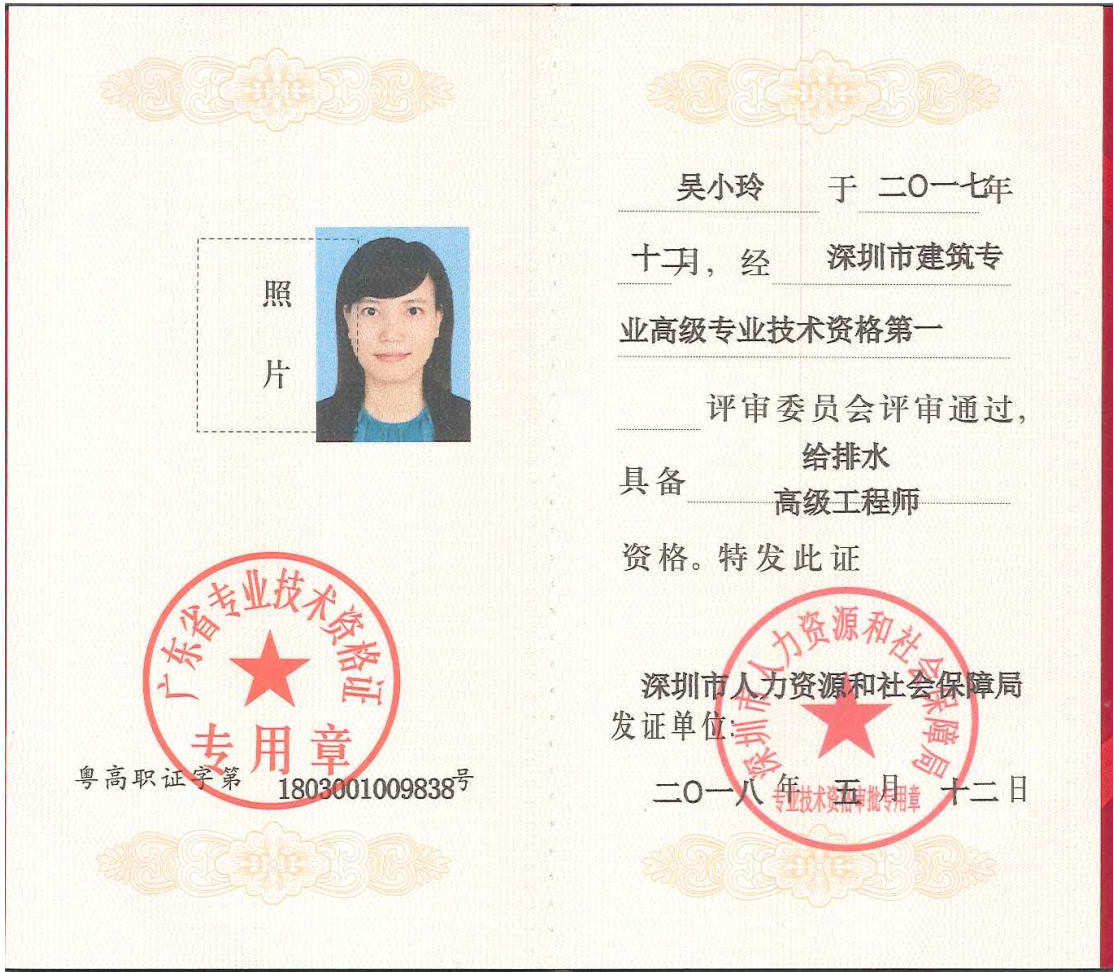 照
片
广东省专业技术资格证
专用章
粤高职证字第 1803001009838号
吴小玲 于 二〇一七年
十二月，经 深圳市建筑专
业高级专业技术资格第一
评审委员会评审通过，
给排水
具备
高级工程师
资格。特发此证
深圳市人力资源和社会保障局
深圳市人力资源和社会保障局
发证单位：
二〇一八年 五月 十二日
专业技术资格审批专用章